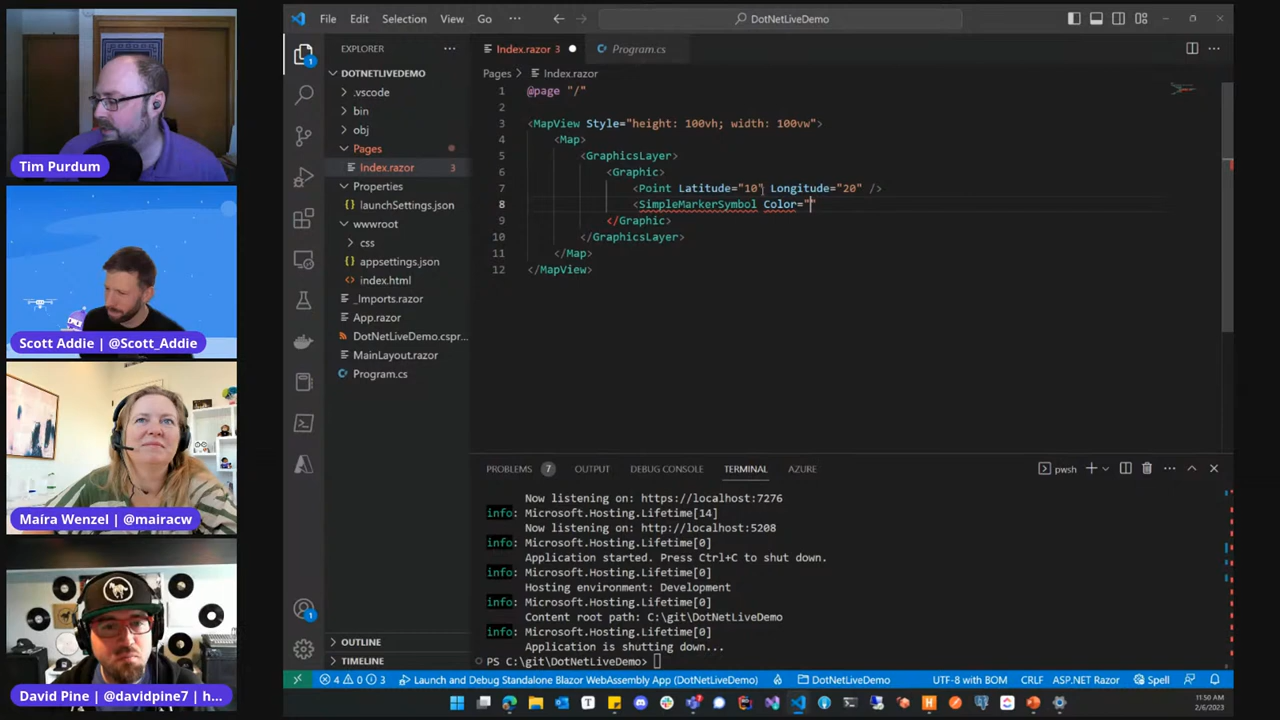 Tim Purdum
Scott Addie | @Scott_Addie
Maíra Wenzel | @mairacw
David Pine | @davidpine7 | h...
File Edit Selection View Go ···
DotNetLiveDemo
EXPLORER
DOTNETLIVEDEMO
.vscode
bin
obj
Pages
Index.razor 3
Properties
launchSettings.json
wwwroot
css
appsettings.json
index.html
_Imports.razor
App.razor
DotNetLiveDemo.cspr...
MainLayout.razor
Program.cs
OUTLINE
TIMELINE
Index.razor 3
Program.cs
Pages > Index.razor
1 @page "/"
2
3 <MapView Style="height: 100vh; width: 100vw">
4 <Map>
5 <GraphicsLayer>
6 <Graphic>
7 <Point Latitude="10" Longitude="20" />
8 <SimpleMarkerSymbol Color=""
9 </Graphic>
10 </GraphicsLayer>
11 </Map>
12 </MapView>
PROBLEMS 7 OUTPUT DEBUG CONSOLE TERMINAL AZURE
pwsh
Now listening on: https://localhost:7276
info: Microsoft.Hosting.Lifetime[14]
Now listening on: http://localhost:5208
info: Microsoft.Hosting.Lifetime[0]
Application started. Press Ctrl+C to shut down.
info: Microsoft.Hosting.Lifetime[0]
Hosting environment: Development
info: Microsoft.Hosting.Lifetime[0]
Content root path: C:\git\DotNetLiveDemo
info: Microsoft.Hosting.Lifetime[0]
Application is shutting down...
PS C:\git\DotNetLiveDemo>
4 0 3 Launch and Debug Standalone Blazor WebAssembly App (DotNetLiveDemo) DotNetLiveDemo UTF-8 with BOM CRLF ASP.NET Razor Spell
11:50 AM
2/6/2023